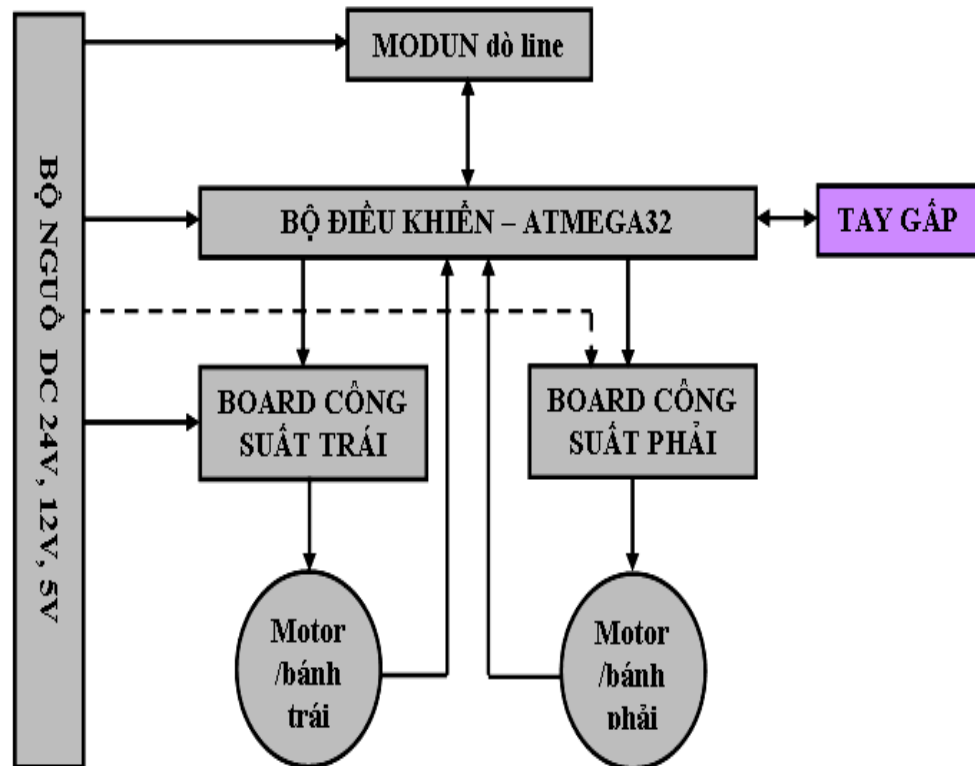 MODUN dò line
BỘ NGUỒ DC 24V, 12V, 5V
BỘ ĐIỀU KHIỂN – ATMEGA32
TAY GẤP
BOARD CÔNG
SUẤT TRÁI
BOARD CÔNG
SUẤT PHẢI
Motor
/bánh
trái
Motor
/bánh
phải